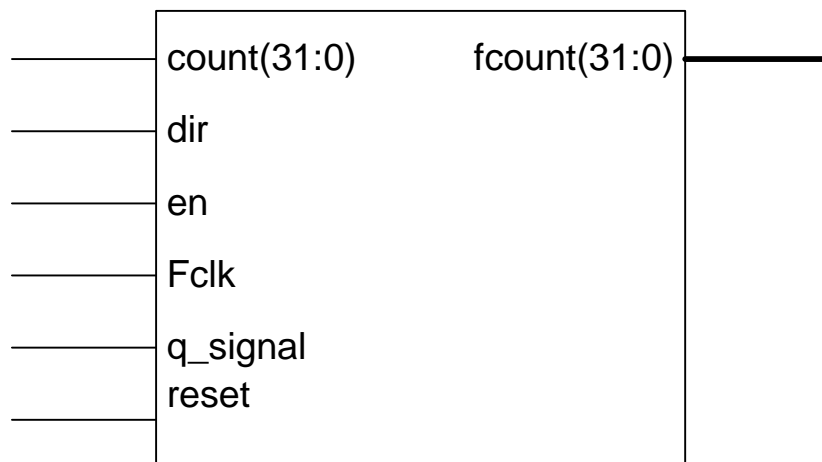 count(31:0) fcount(31:0)
dir
en
Fclk
q_signal
reset